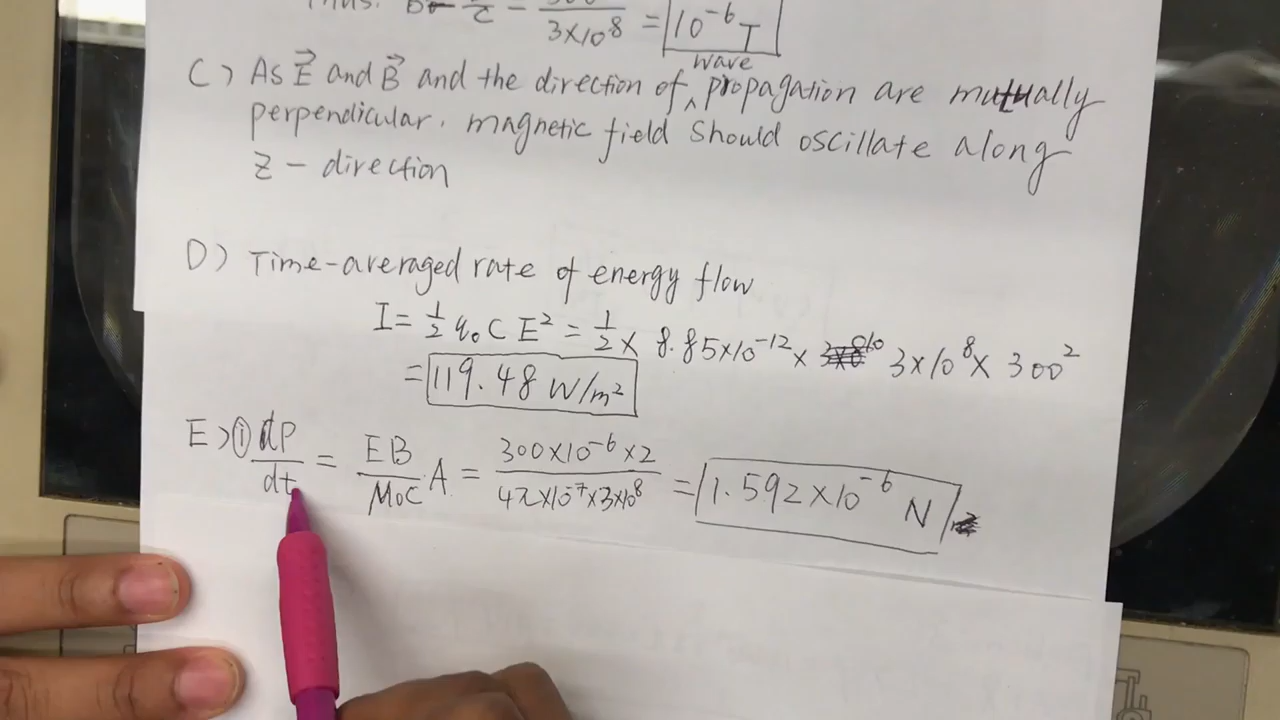 Thus. B = /c = 300 / 3×10⁸ = 10⁻⁶ T
C) As E⃗ and B⃗ and the direction of wave propagation are mutually
perpendicular. magnetic field should oscillate along
z - direction
D) Time-averaged rate of energy flow
I = 1/2 ε₀ C E² = 1/2 × 8.85×10⁻¹² × 3×10⁸ × 300²
= 119.48 W/m²
E) ① dP/dt = EB/μ₀C · A = 300×10⁻⁶×2 / 4π×10⁻⁷×3×10⁸ = 1.592×10⁻⁶ N